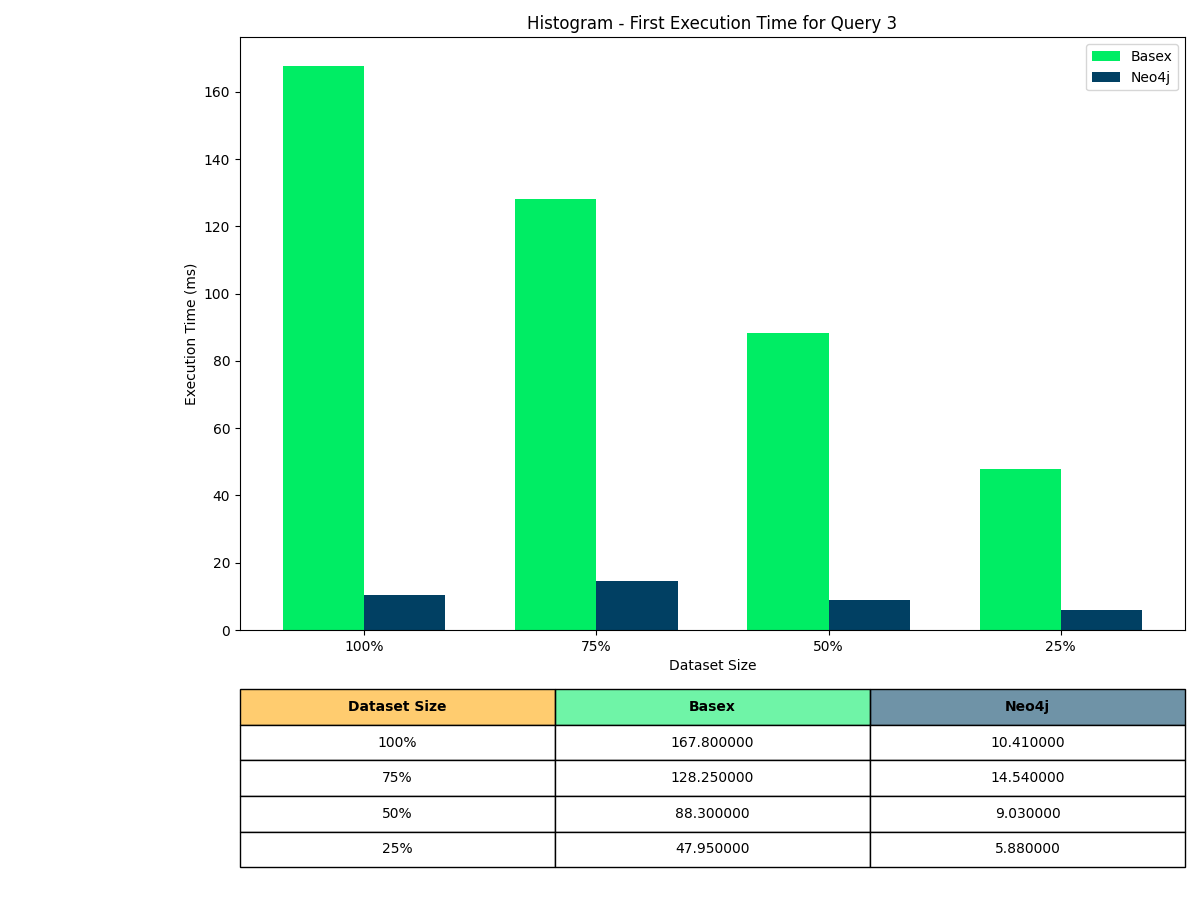 Histogram - First Execution Time for Query 3
Basex
Neo4j
Execution Time (ms)
160
140
120
100
80
60
40
20
0
100% 75% 50% 25%
Dataset Size
Dataset Size Basex Neo4j
100% 167.800000 10.410000
75% 128.250000 14.540000
50% 88.300000 9.030000
25% 47.950000 5.880000